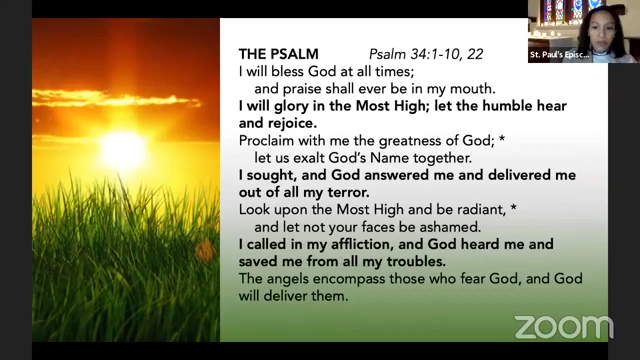 THE PSALM Psalm 34:1-10, 22
I will bless God at all times;
and praise shall ever be in my mouth.
I will glory in the Most High; let the humble hear
and rejoice.
Proclaim with me the greatness of God; *
let us exalt God's Name together.
I sought, and God answered me and delivered me
out of all my terror.
Look upon the Most High and be radiant, *
and let not your faces be ashamed.
I called in my affliction, and God heard me and
saved me from all my troubles.
The angels encompass those who fear God, and God
will deliver them.
St. Paul's Episc...
zoom